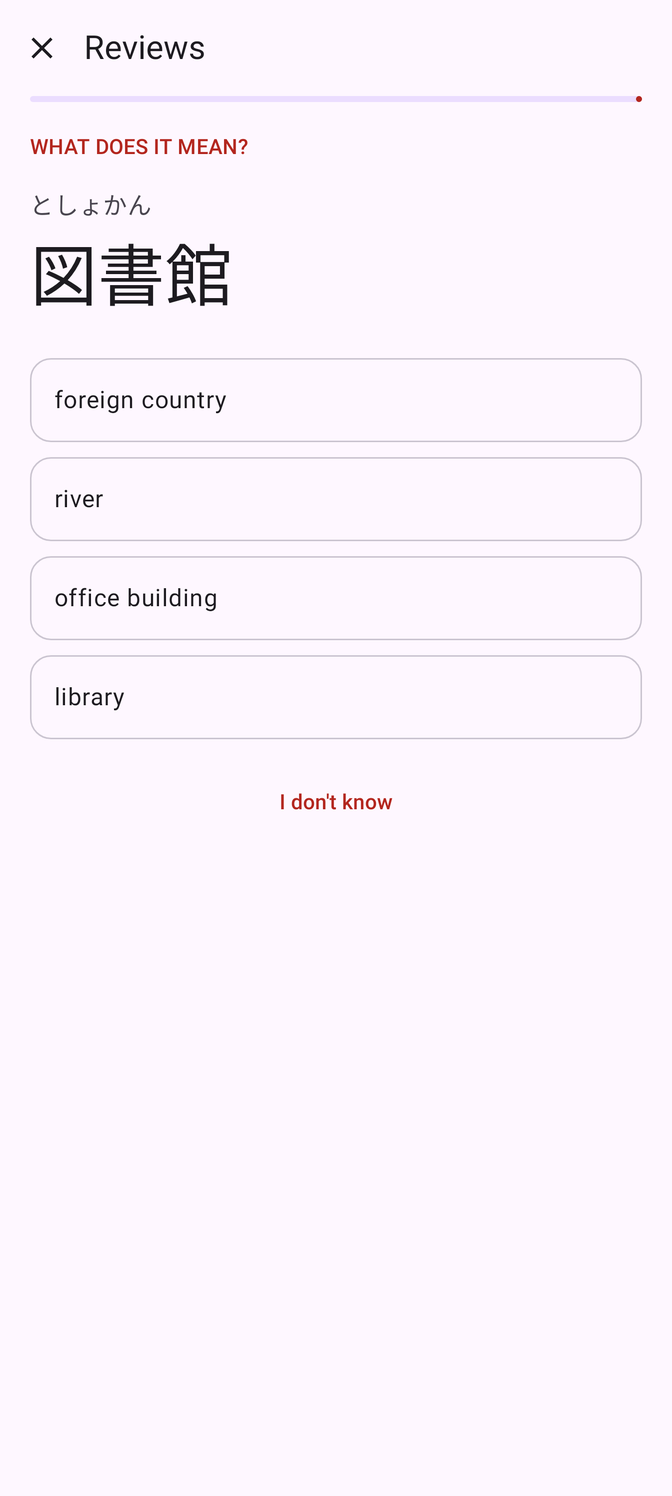 Reviews
WHAT DOES IT MEAN?
としょかん
図書館
foreign country
river
office building
library
I don't know